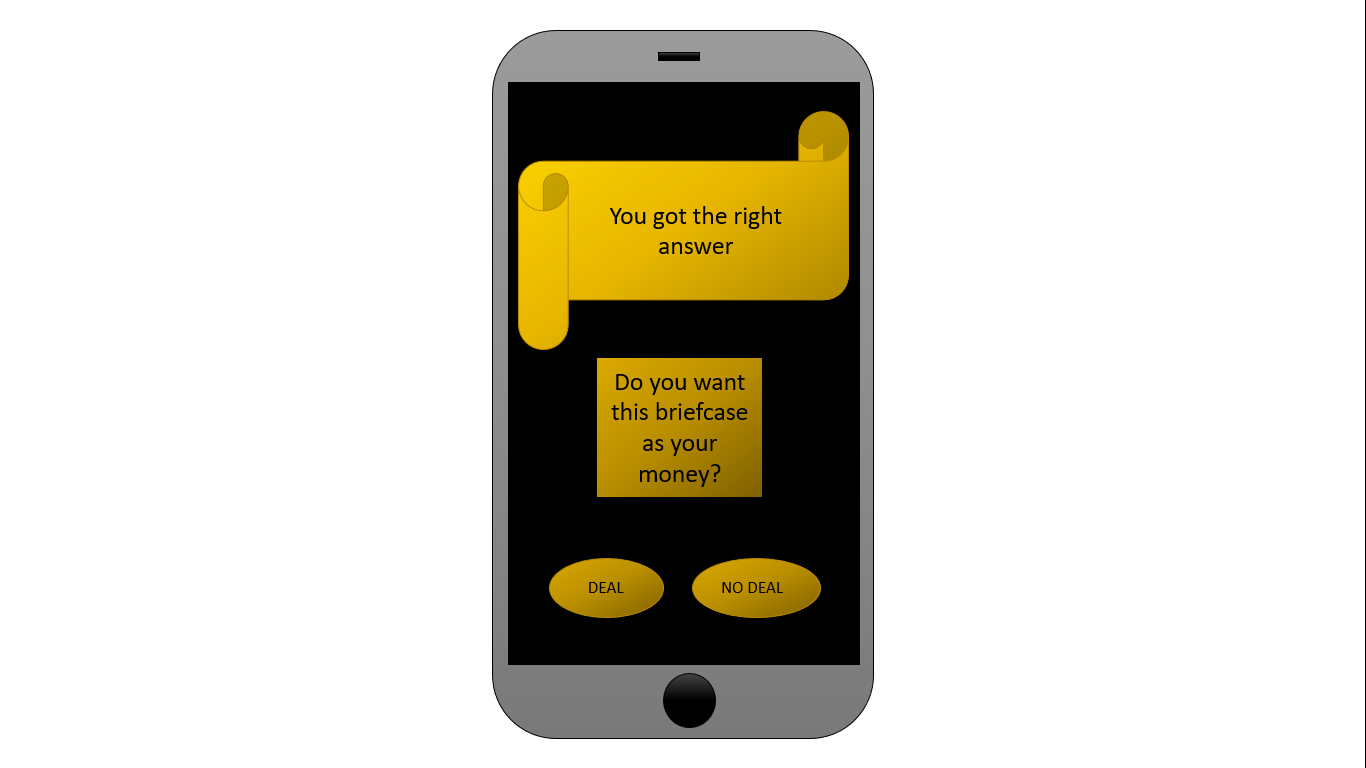 You got the right
answer
Do you want
this briefcase
as your
money?
DEAL
NO DEAL